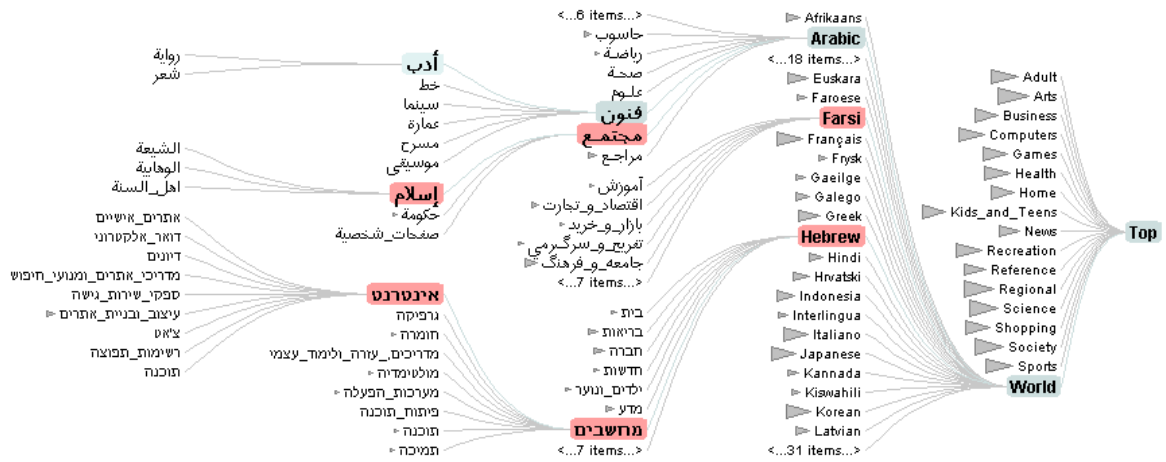 Top
Adult
Arts
Business
Computers
Games
Health
Home
Kids_and_Teens
News
Recreation
Reference
Regional
Science
Shopping
Society
Sports
World
Afrikaans
Arabic
<...18 items...>
Euskara
Faroese
Farsi
Français
Frysk
Gaeilge
Galego
Greek
Hebrew
Hindi
Hrvatski
Indonesia
Interlingua
Italiano
Japanese
Kannada
Kiswahili
Korean
Latvian
<...31 items...>
<...6 items...>
حاسوب
رياضة
صحة
علوم
فنون
مجتمع
مراجع
آموزش
اقتصاد_و_تجارت
بازار_و_خرید
تفریح_و_سرگرمي
جامعه_و_فرهنگ
<...7 items...>
בית
בריאות
חברה
חדשות
ילדים_ונוער
מדע
מחשבים
<...7 items...>
أدب
خط
سينما
عمارة
مسرح
موسيقى
إسلام
حكومة
صفحات_شخصية
אינטרנט
גרפיקה
חומרה
מדריכים,_עזרה_ולימוד_עצמי
מולטימדיה
מערכות_הפעלה
פיתוח_תוכנה
תוכנה
תמיכה
رواية
شعر
الشيعة
الوهابية
اهل_السنة
אתרים_אישיים
דואר_אלקטרוני
דיונים
מדריכי_אתרים_ומנועי_חיפוש
ספקי_שירות_גישה
עיצוב_ובניית_אתרים
צ'אט
רשימות_תפוצה
תוכנה